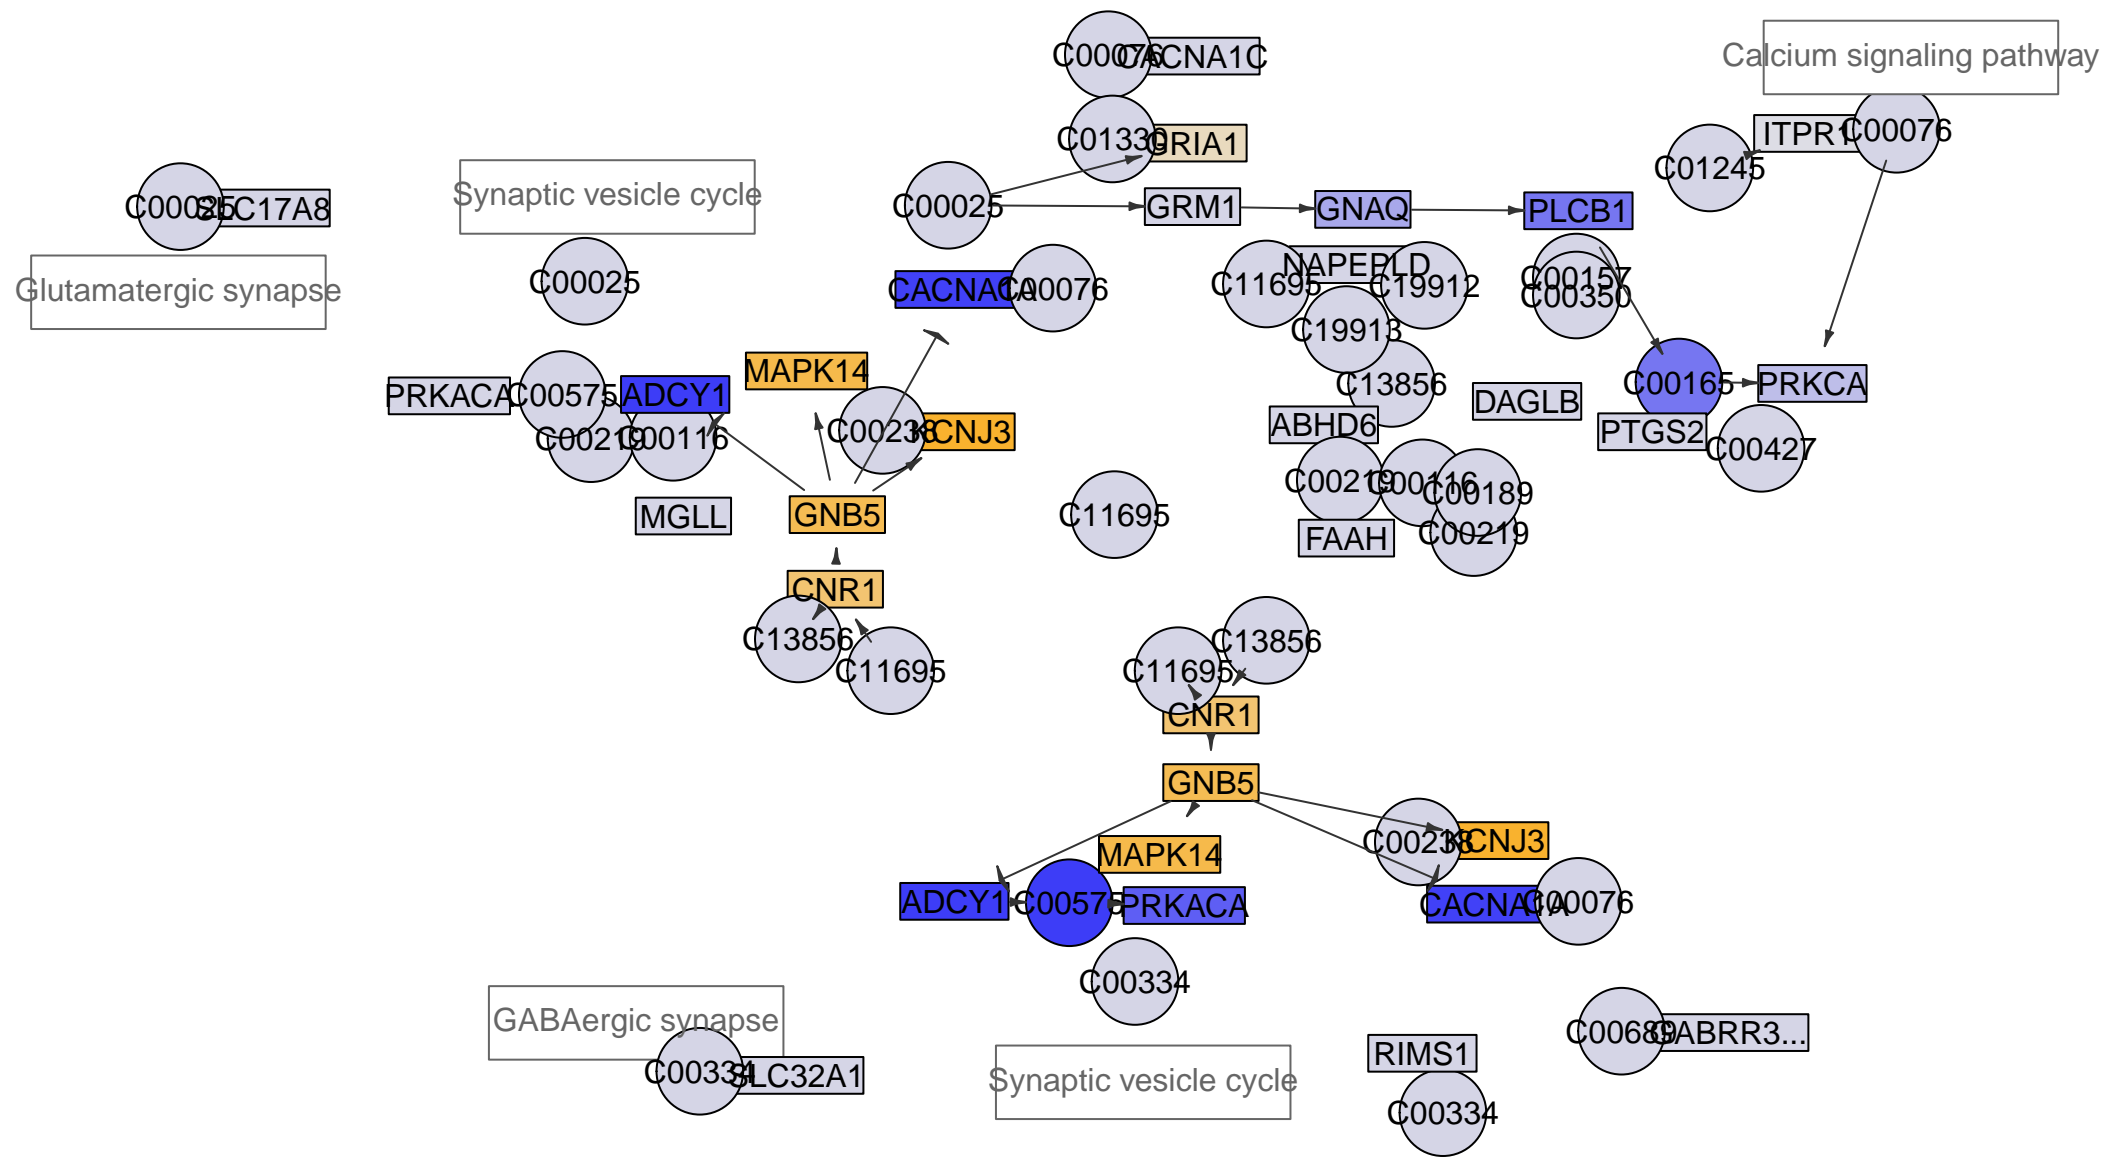 C00076
CACNA1C
Calcium signaling pathway
C01330
GRIA1
ITPR1
C00076
C01245
C00025
SLC17A8
Synaptic vesicle cycle
C00025
GRM1
GNAQ
PLCB1
Glutamatergic synapse
C00025
CACNA1A
C00076
C11695
NAPEPLD
C19912
C00157
C00350
C19913
MAPK14
C13856
C00165
PRKCA
PRKACA
C00575
ADCY1
DAGLB
C00219
C00116
C00238
KCNJ3
ABHD6
PTGS2
C00427
C00219
C00116
C00189
MGLL
GNB5
C11695
FAAH
C00219
CNR1
C13856
C11695
C11695
C13856
CNR1
GNB5
MAPK14
C00238
KCNJ3
ADCY1
C00575
PRKACA
CACNA1A
C00076
C00334
GABAergic synapse
C00334
SLC32A1
Synaptic vesicle cycle
RIMS1
C00334
C00689
GABRR3...